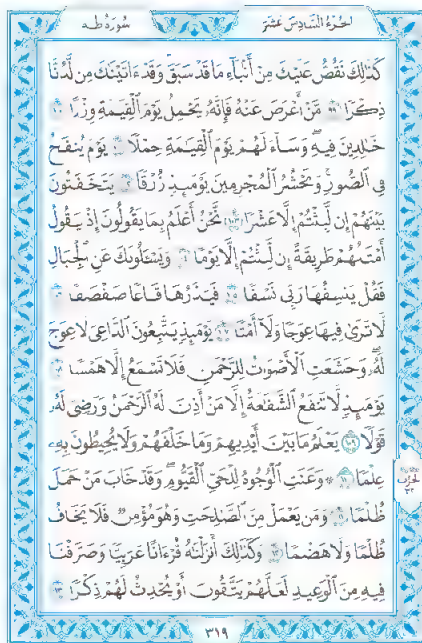 الجزء السادس عشر
سورة طه
كَذَٰلِكَ نَقُصُّ عَلَيْكَ مِنْ أَنۢبَآءِ مَا قَدْ سَبَقَ وَقَدْ ءَاتَيْنَٰكَ مِن لَّدُنَّا
ذِكْرًا ٩٩ مَّنْ أَعْرَضَ عَنْهُ فَإِنَّهُۥ يَحْمِلُ يَوْمَ ٱلْقِيَٰمَةِ وِزْرًا ١٠٠
خَٰلِدِينَ فِيهِ وَسَآءَ لَهُمْ يَوْمَ ٱلْقِيَٰمَةِ حِمْلًا ١٠١ يَوْمَ يُنفَخُ
فِى ٱلصُّورِ وَنَحْشُرُ ٱلْمُجْرِمِينَ يَوْمَئِذٍ زُرْقًا ١٠٢ يَتَخَٰفَتُونَ
بَيْنَهُمْ إِن لَّبِثْتُمْ إِلَّا عَشْرًا ١٠٣ نَّحْنُ أَعْلَمُ بِمَا يَقُولُونَ إِذْ يَقُولُ
أَمْثَلُهُمْ طَرِيقَةً إِن لَّبِثْتُمْ إِلَّا يَوْمًا ١٠٤ وَيَسْـَٔلُونَكَ عَنِ ٱلْجِبَالِ
فَقُلْ يَنسِفُهَا رَبِّى نَسْفًا ١٠٥ فَيَذَرُهَا قَاعًا صَفْصَفًا ١٠٦
لَّا تَرَىٰ فِيهَا عِوَجًا وَلَآ أَمْتًا ١٠٧ يَوْمَئِذٍ يَتَّبِعُونَ ٱلدَّاعِىَ لَا عِوَجَ
لَهُۥ وَخَشَعَتِ ٱلْأَصْوَاتُ لِلرَّحْمَٰنِ فَلَا تَسْمَعُ إِلَّا هَمْسًا ١٠٨
يَوْمَئِذٍ لَّا تَنفَعُ ٱلشَّفَٰعَةُ إِلَّا مَنْ أَذِنَ لَهُ ٱلرَّحْمَٰنُ وَرَضِىَ لَهُۥ
قَوْلًا ١٠٩ يَعْلَمُ مَا بَيْنَ أَيْدِيهِمْ وَمَا خَلْفَهُمْ وَلَا يُحِيطُونَ بِهِۦ
عِلْمًا ١١٠ ۞ وَعَنَتِ ٱلْوُجُوهُ لِلْحَىِّ ٱلْقَيُّومِ وَقَدْ خَابَ مَنْ حَمَلَ
ظُلْمًا ١١١ وَمَن يَعْمَلْ مِنَ ٱلصَّٰلِحَٰتِ وَهُوَ مُؤْمِنٌ فَلَا يَخَافُ
ظُلْمًا وَلَا هَضْمًا ١١٢ وَكَذَٰلِكَ أَنزَلْنَٰهُ قُرْءَانًا عَرَبِيًّا وَصَرَّفْنَا
فِيهِ مِنَ ٱلْوَعِيدِ لَعَلَّهُمْ يَتَّقُونَ أَوْ يُحْدِثُ لَهُمْ ذِكْرًا ١١٣
الحزب
٣٢
٣١٩